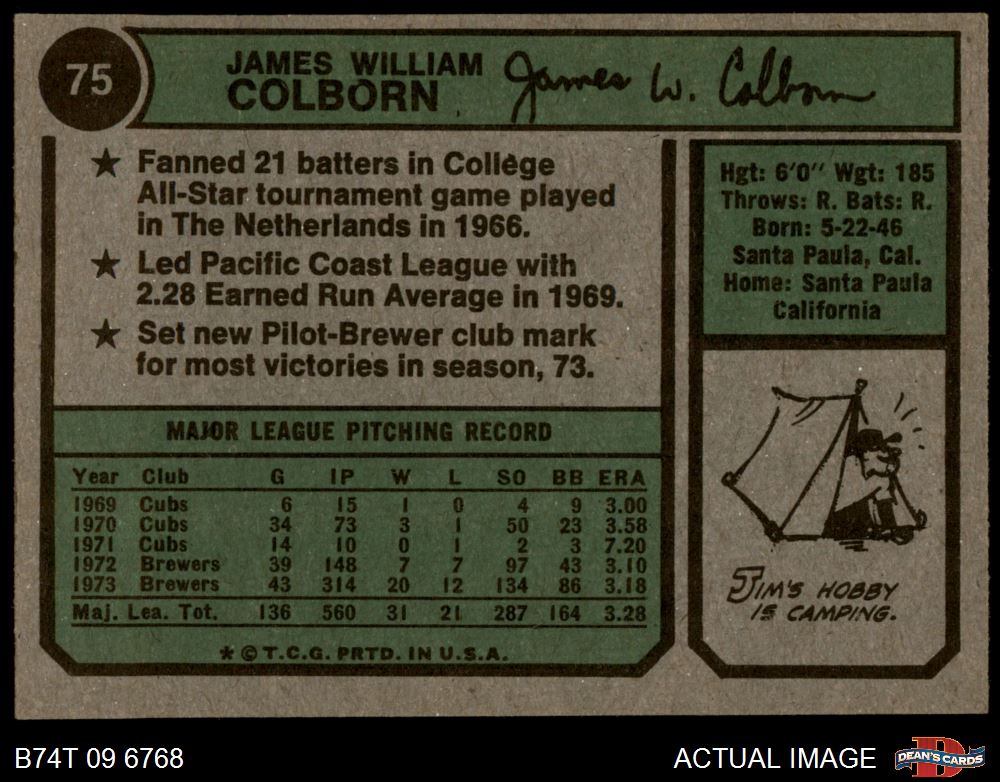 75
JAMES WILLIAM
COLBORN
James W. Colborn
★ Fanned 21 batters in College
All-Star tournament game played
in The Netherlands in 1966.
★ Led Pacific Coast League with
2.28 Earned Run Average in 1969.
★ Set new Pilot-Brewer club mark
for most victories in season, 73.
Hgt: 6'0" Wgt: 185
Throws: R. Bats: R.
Born: 5-22-46
Santa Paula, Cal.
Home: Santa Paula
California
MAJOR LEAGUE PITCHING RECORD
Year Club G IP W L SO BB ERA
1969 Cubs 6 15 1 0 4 9 3.00
1970 Cubs 34 73 3 1 50 23 3.58
1971 Cubs 14 10 0 1 2 3 7.20
1972 Brewers 39 148 7 7 97 43 3.10
1973 Brewers 43 314 20 12 134 86 3.18
Maj. Lea. Tot. 136 560 31 21 287 164 3.28
* © T.C.G. PRTD. IN U.S.A.
JIM'S HOBBY
IS CAMPING.
B74T 09 6768
ACTUAL IMAGE
D
DEAN'S CARDS